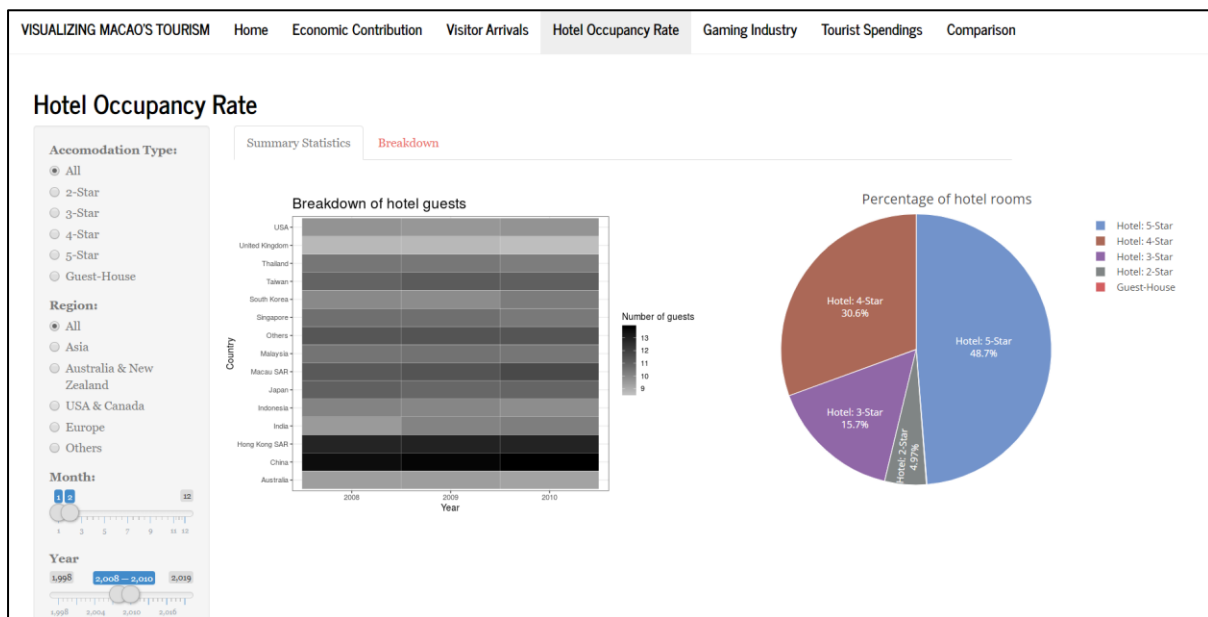 VISUALIZING MACAO'S TOURISM Home Economic Contribution Visitor Arrivals Hotel Occupancy Rate Gaming Industry Tourist Spendings Comparison
Hotel Occupancy Rate
Accomodation Type:
All
2-Star
3-Star
4-Star
5-Star
Guest-House
Region:
All
Asia
Australia & New
Zealand
USA & Canada
Europe
Others
Month:
1 2 12
1 3 5 7 9 11 12
Year
1,998 2,008 — 2,010 2,019
1,998 2,004 2,010 2,016
Summary Statistics Breakdown
Breakdown of hotel guests
Country
USA
United Kingdom
Thailand
Taiwan
South Korea
Singapore
Others
Malaysia
Macau SAR
Japan
Indonesia
India
Hong Kong SAR
China
Australia
2008 2009 2010
Year
Number of guests
13
12
11
10
9
Percentage of hotel rooms
Hotel: 4-Star
30.6%
Hotel: 5-Star
48.7%
Hotel: 3-Star
15.7%
Hotel: 2-Star
4.97%
Hotel: 5-Star
Hotel: 4-Star
Hotel: 3-Star
Hotel: 2-Star
Guest-House